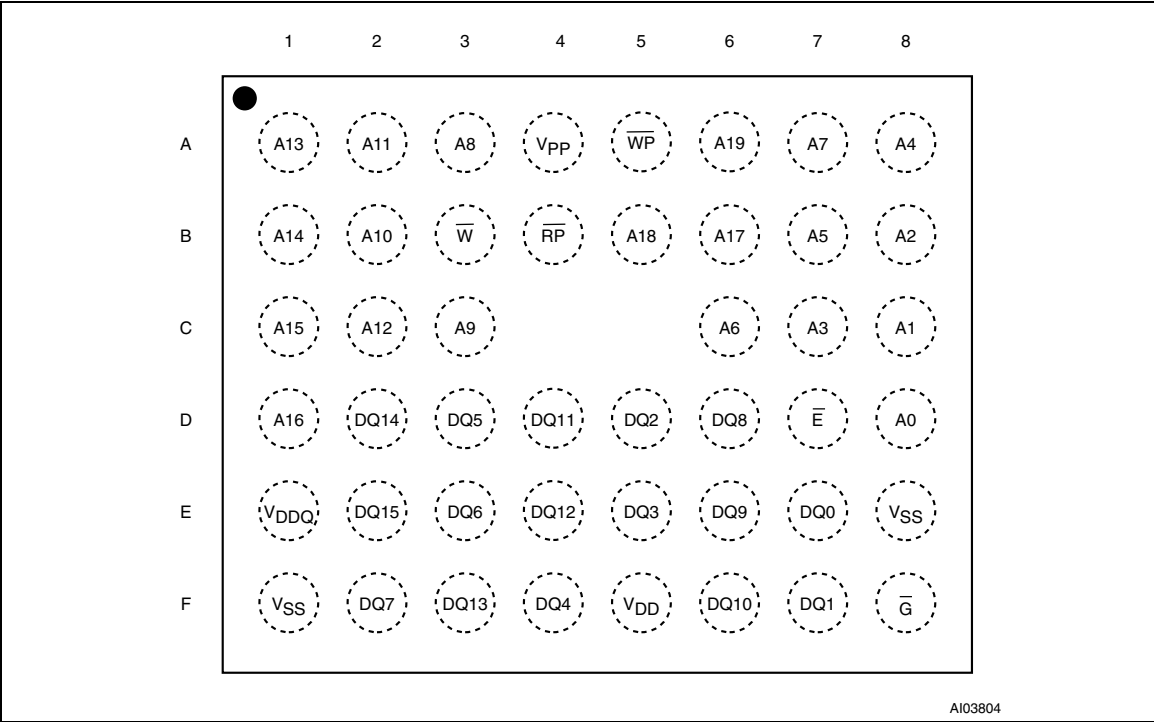 1 2 3 4 5 6 7 8
A A13 A11 A8 VPP W̅P̅ A19 A7 A4
B A14 A10 W̅ R̅P̅ A18 A17 A5 A2
C A15 A12 A9 A6 A3 A1
D A16 DQ14 DQ5 DQ11 DQ2 DQ8 E̅ A0
E VDDQ DQ15 DQ6 DQ12 DQ3 DQ9 DQ0 VSS
F VSS DQ7 DQ13 DQ4 VDD DQ10 DQ1 G̅
AI03804